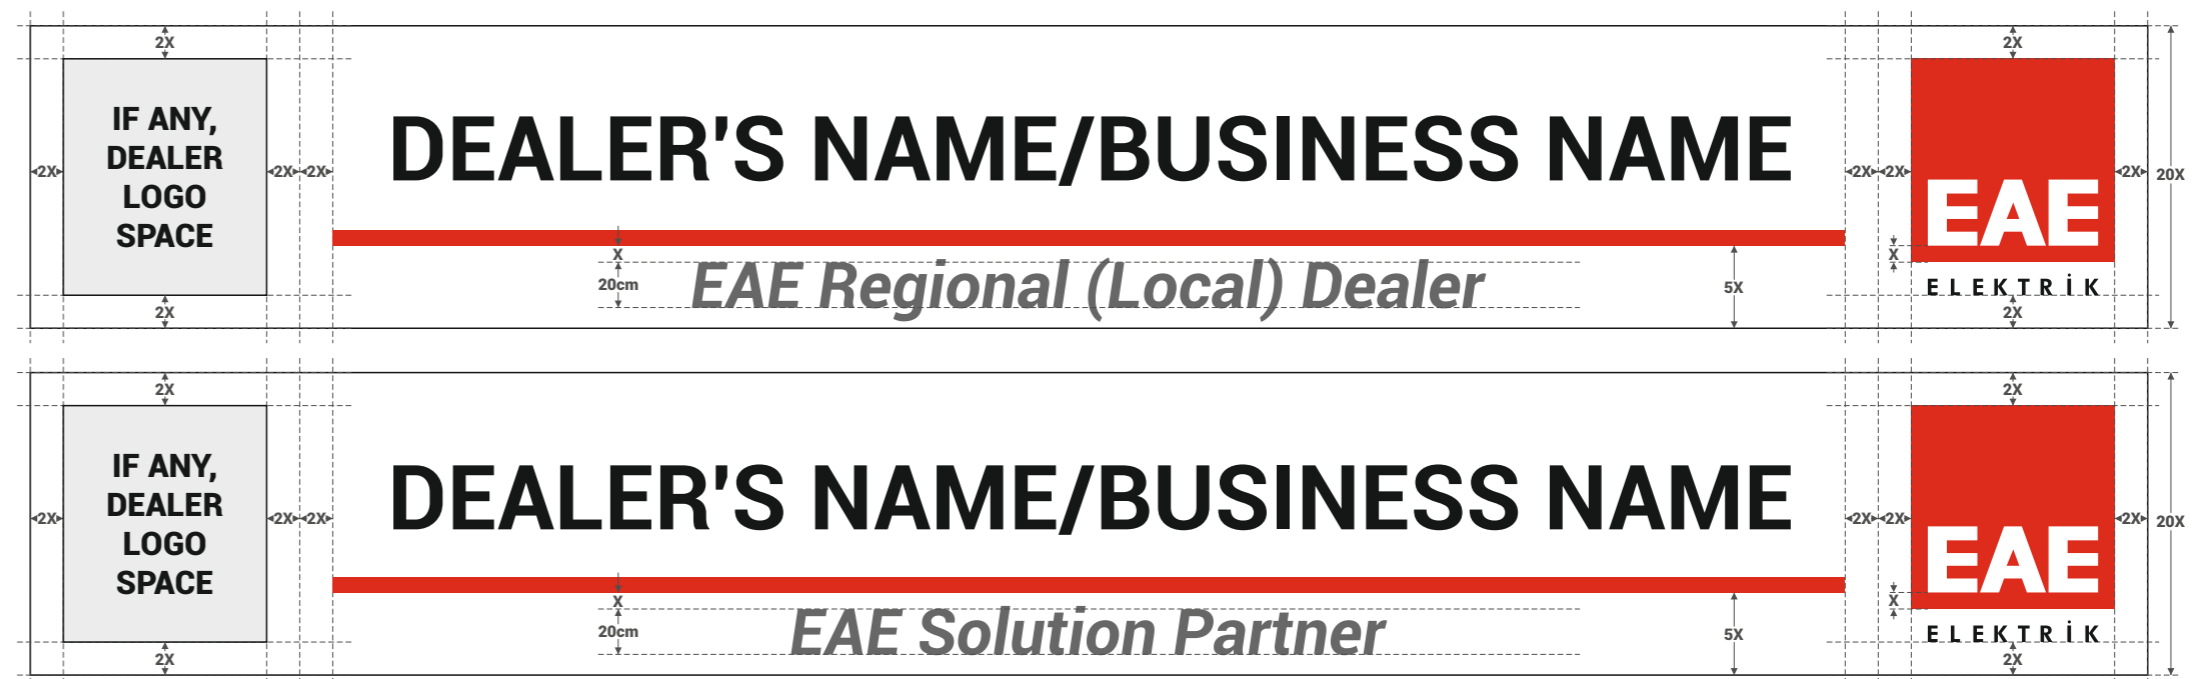 2X
2X
IF ANY,
DEALER
LOGO
SPACE
DEALER'S NAME/BUSINESS NAME
2X
2X
2X
2X
2X
2X
20X
EAE
X
X
EAE Regional (Local) Dealer
20cm
5X
ELEKTRİK
2X
2X
2X
2X
IF ANY,
DEALER
LOGO
SPACE
DEALER'S NAME/BUSINESS NAME
2X
2X
2X
2X
2X
2X
20X
EAE
X
X
EAE Solution Partner
20cm
5X
ELEKTRİK
2X
2X